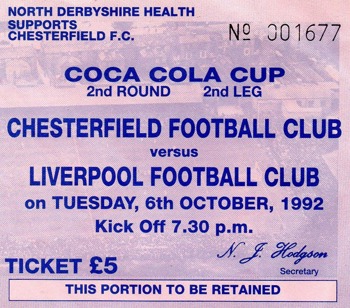 NORTH DERBYSHIRE HEALTH
SUPPORTS
CHESTERFIELD F.C.
Nº 001677
COCA COLA CUP
2nd ROUND 2nd LEG
CHESTERFIELD FOOTBALL CLUB
versus
LIVERPOOL FOOTBALL CLUB
on TUESDAY, 6th OCTOBER, 1992
Kick Off 7.30 p.m.
N. J. Hodgson
Secretary
TICKET £5
THIS PORTION TO BE RETAINED